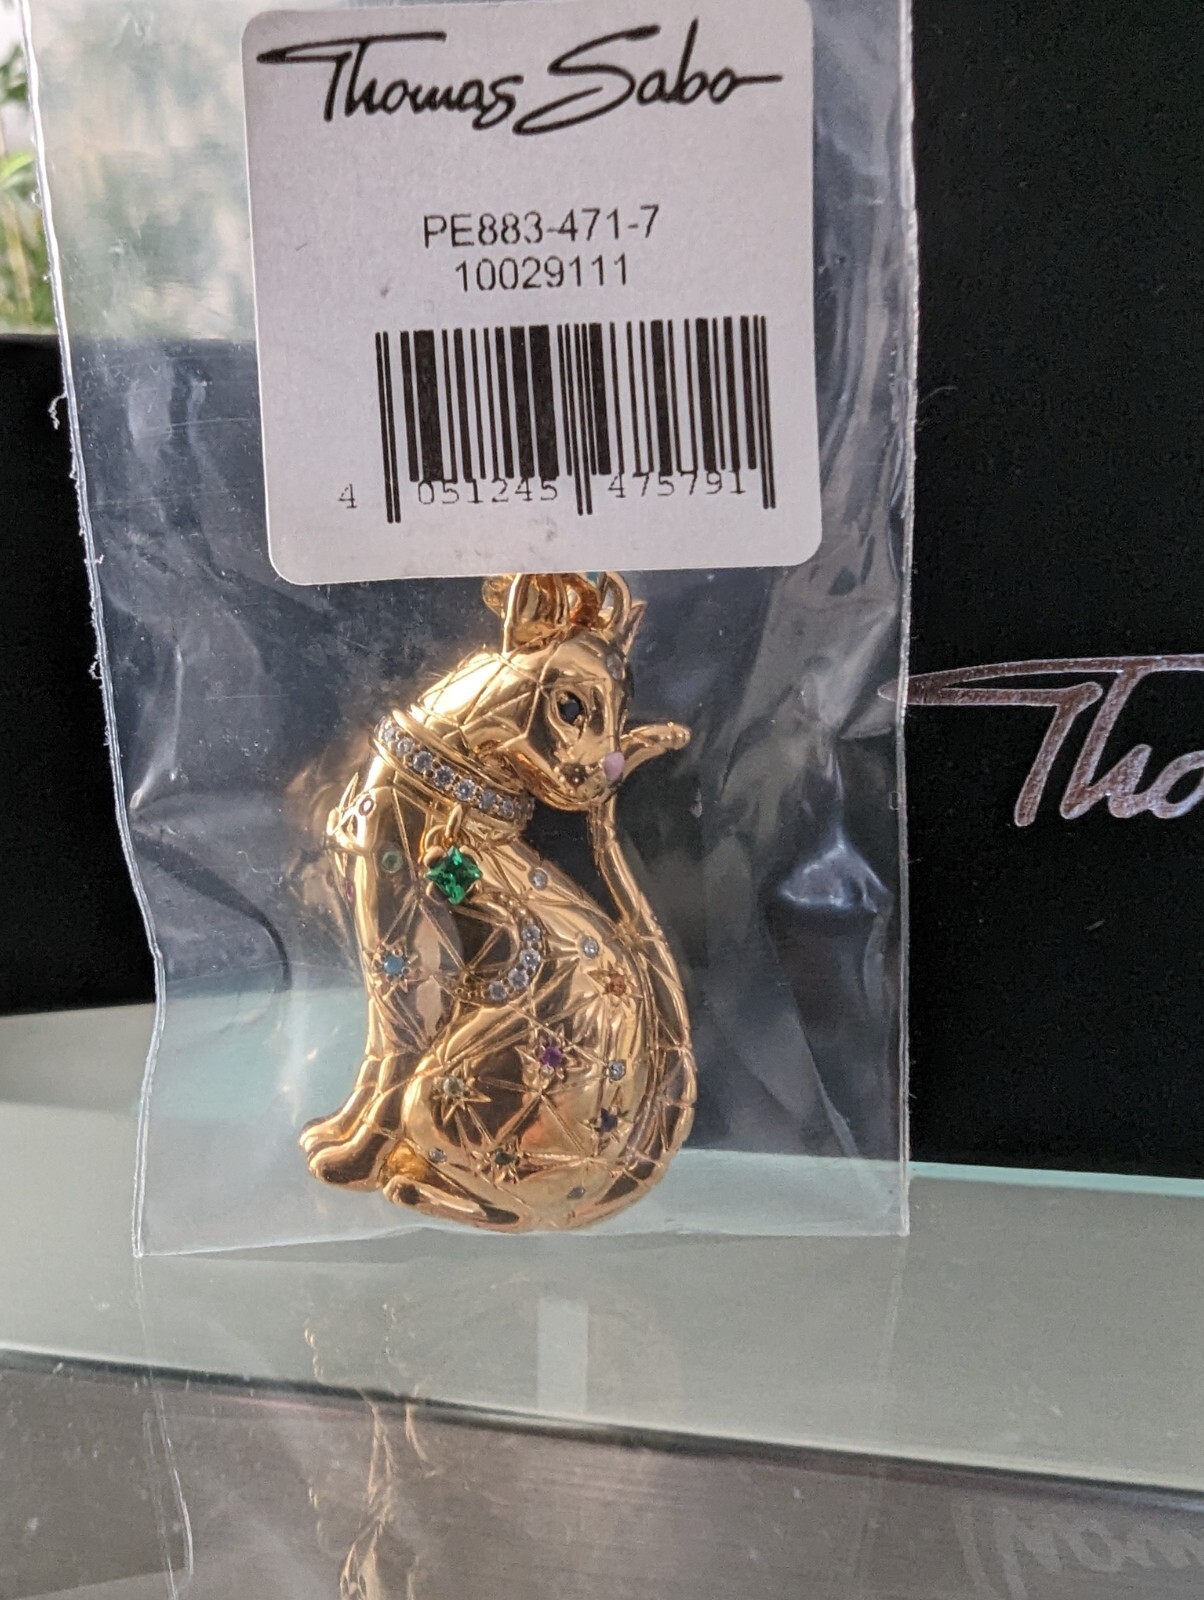 Thomas Sabo
PE883-471-7
10029111
4 051245 475791
Tho